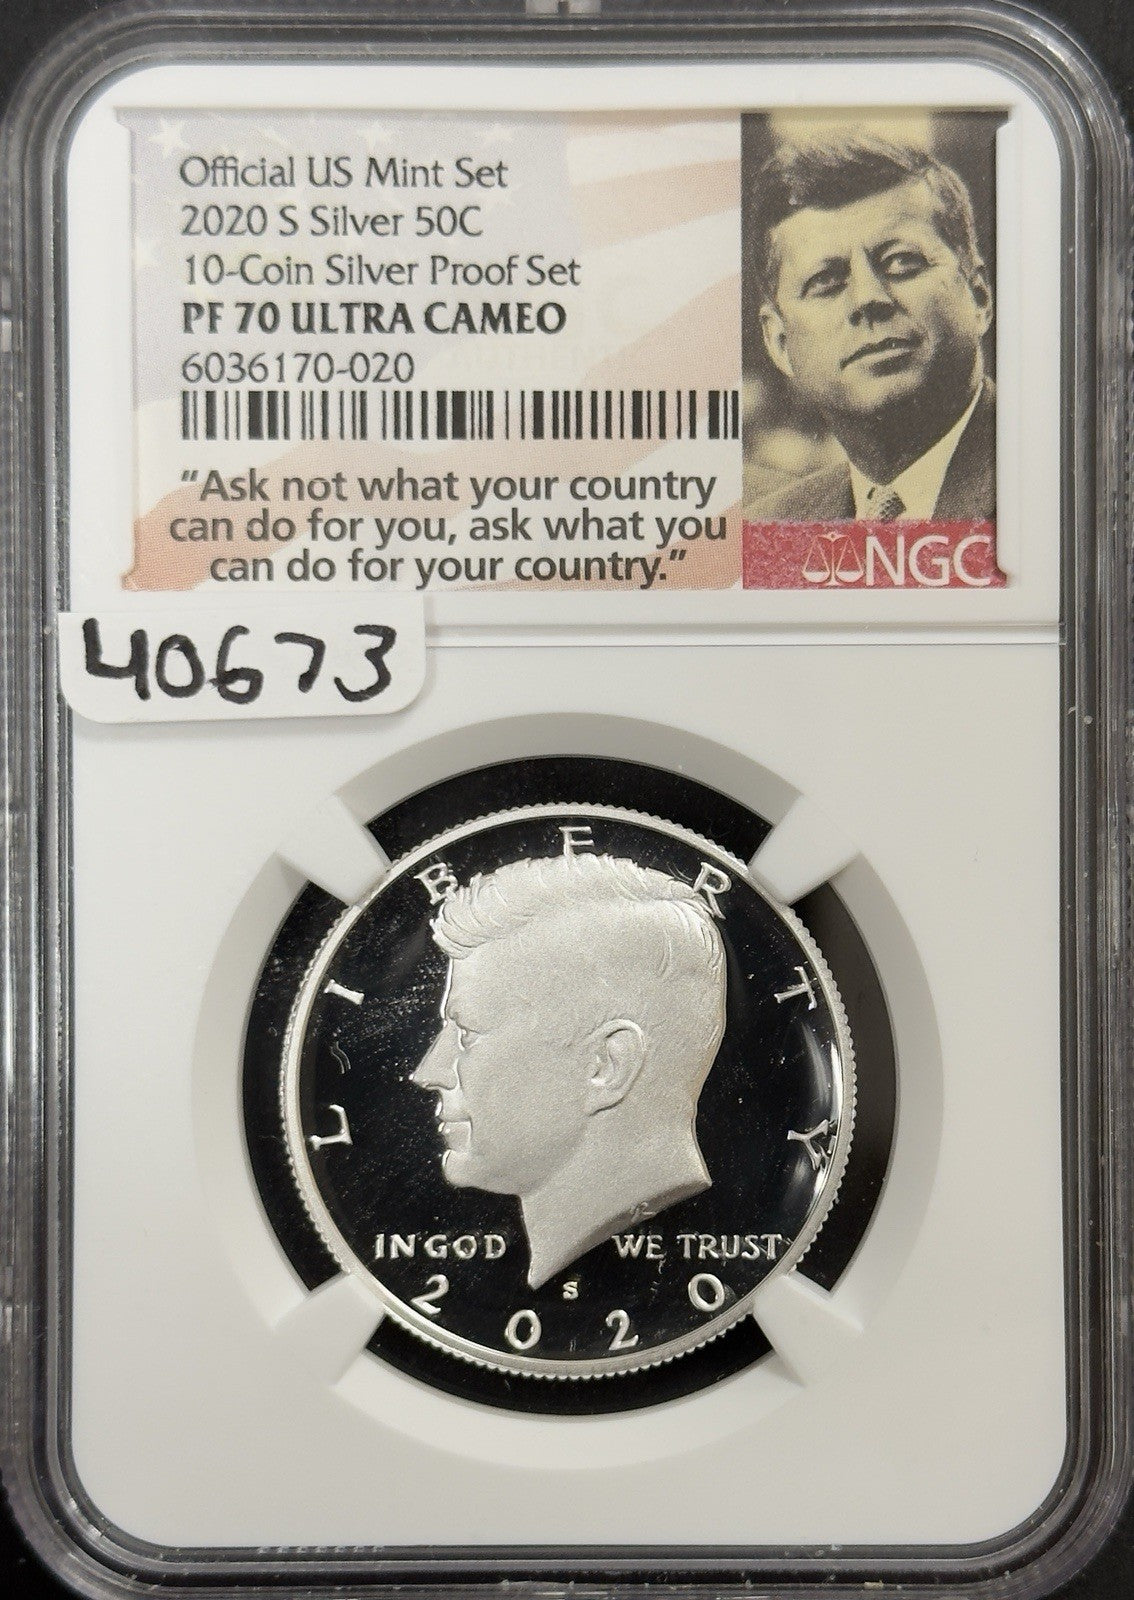 Official US Mint Set
2020 S Silver 50C
10-Coin Silver Proof Set
PF 70 ULTRA CAMEO
6036170-020
"Ask not what your country
can do for you, ask what you
can do for your country."
NGC
40673
LIBERTY
IN GOD WE TRUST
S
2020